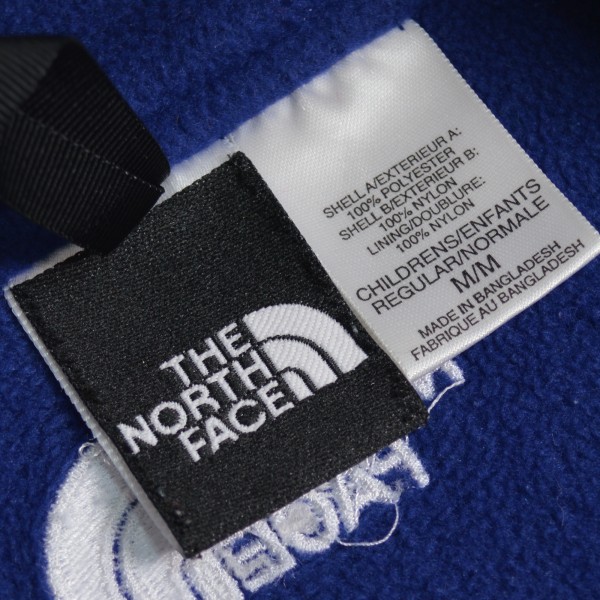 SHELL A/EXTERIEUR A:
100% POLYESTER
SHELL B/EXTERIEUR B:
100% NYLON
LINING/DOUBLURE:
100% NYLON
CHILDRENS/ENFANTS
REGULAR/NORMALE
M/M
MADE IN BANGLADESH
FABRIQUE AU BANGLADESH
THE
NORTH
FACE